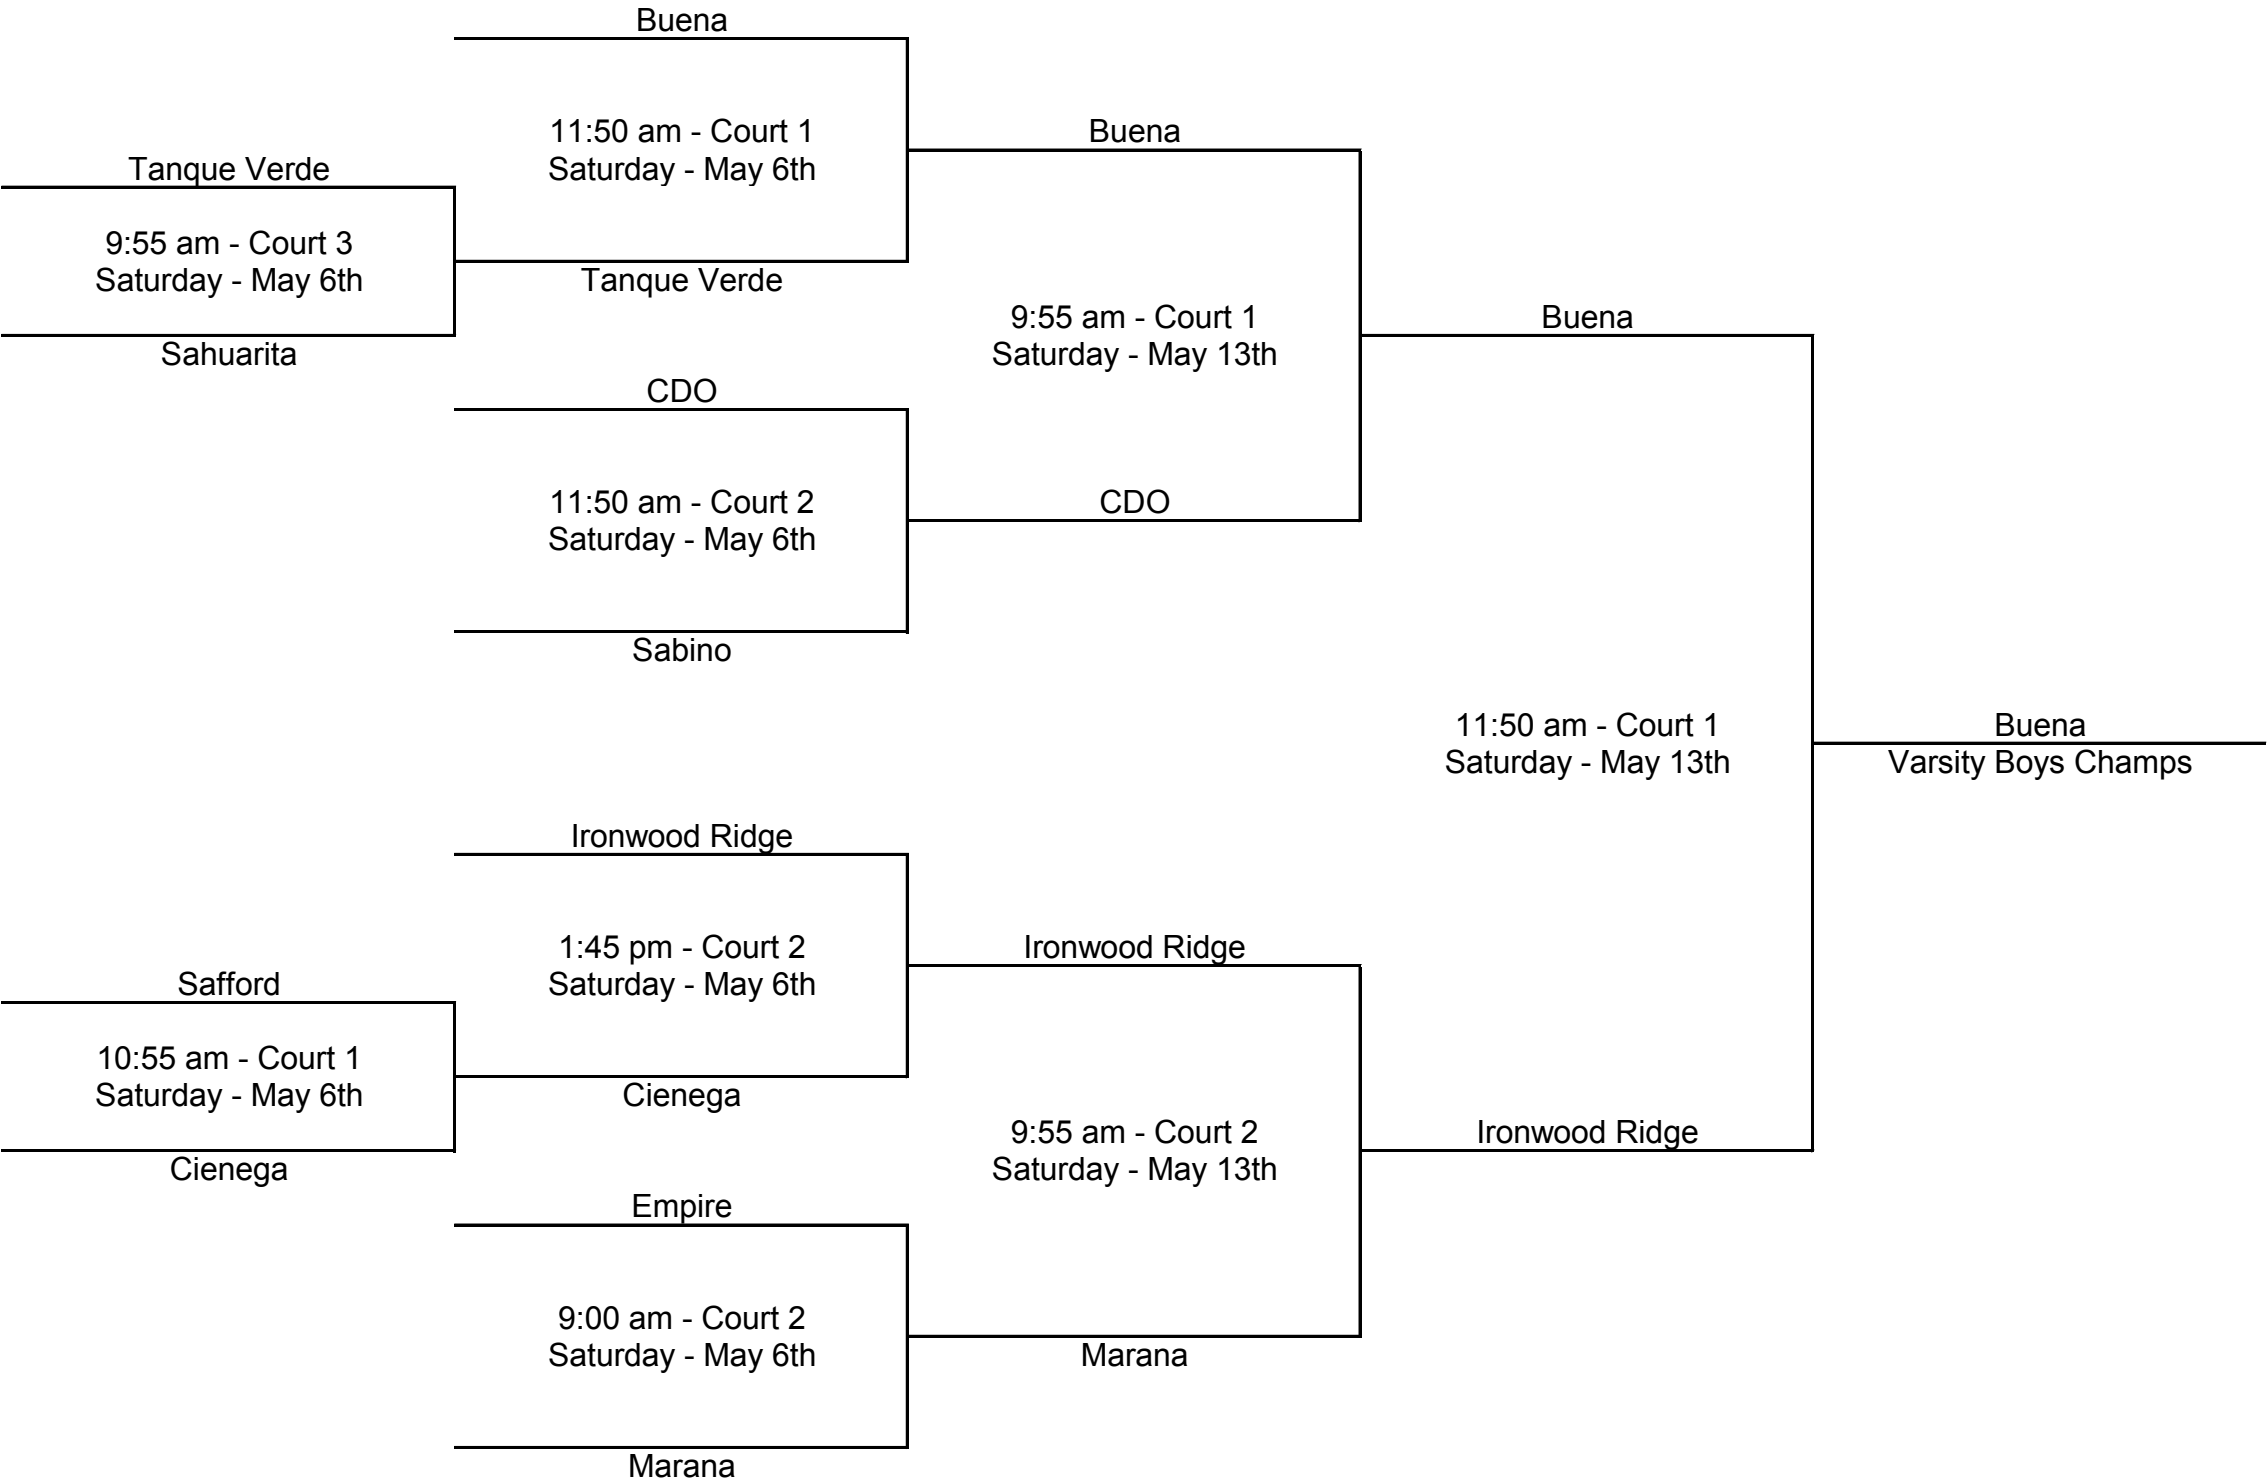 Buena
11:50 am - Court 1
Saturday - May 6th
Buena
Tanque Verde
9:55 am - Court 3
Saturday - May 6th
Tanque Verde
Sahuarita
9:55 am - Court 1
Saturday - May 13th
Buena
CDO
11:50 am - Court 2
Saturday - May 6th
CDO
Sabino
11:50 am - Court 1
Saturday - May 13th
Buena
Varsity Boys Champs
Ironwood Ridge
1:45 pm - Court 2
Saturday - May 6th
Ironwood Ridge
Safford
10:55 am - Court 1
Saturday - May 6th
Cienega
Cienega
9:55 am - Court 2
Saturday - May 13th
Ironwood Ridge
Empire
9:00 am - Court 2
Saturday - May 6th
Marana
Marana